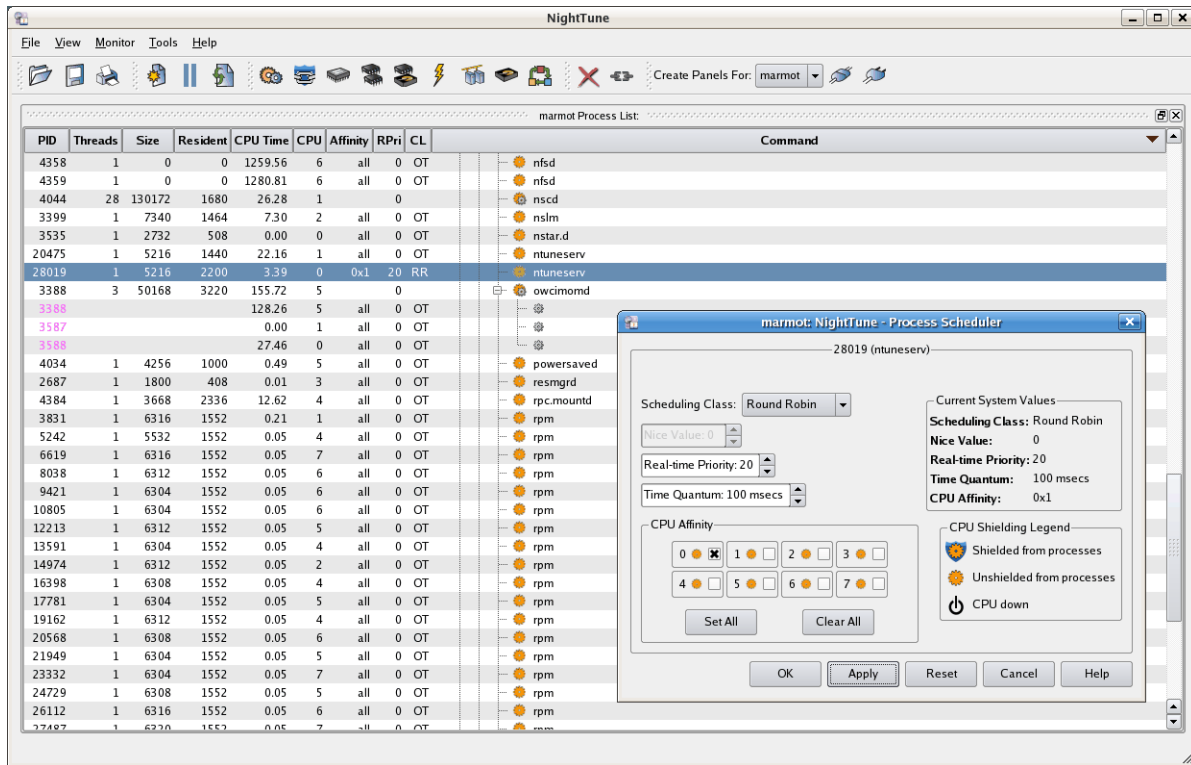 NightTune
File View Monitor Tools Help
Create Panels For: marmot
marmot Process List:
PID Threads Size Resident CPU Time CPU Affinity RPri CL Command
4358 1 0 0 1259.56 6 all 0 OT nfsd
4359 1 0 0 1280.81 6 all 0 OT nfsd
4044 28 130172 1680 26.28 1 0 nscd
3399 1 7340 1464 7.30 2 all 0 OT nslm
3535 1 2732 508 0.00 0 all 0 OT nstar.d
20475 1 5216 1440 22.16 1 all 0 OT ntuneserv
28019 1 5216 2200 3.39 0 0x1 20 RR ntuneserv
3388 3 50168 3220 155.72 5 0 owcimomd
3388 128.26 5 all 0 OT
3587 0.00 1 all 0 OT
3588 27.46 0 all 0 OT
4034 1 4256 1000 0.49 5 all 0 OT powersaved
2687 1 1800 408 0.01 3 all 0 OT resmgrd
4384 1 3668 2336 12.62 4 all 0 OT rpc.mountd
3831 1 6316 1552 0.21 1 all 0 OT rpm
5242 1 5532 1552 0.05 4 all 0 OT rpm
6619 1 6316 1552 0.05 7 all 0 OT rpm
8038 1 6312 1552 0.05 6 all 0 OT rpm
9421 1 6304 1552 0.05 6 all 0 OT rpm
10805 1 6304 1552 0.05 6 all 0 OT rpm
12213 1 6312 1552 0.05 5 all 0 OT rpm
13591 1 6304 1552 0.05 4 all 0 OT rpm
14974 1 6312 1552 0.05 2 all 0 OT rpm
16398 1 6308 1552 0.05 4 all 0 OT rpm
17781 1 6304 1552 0.05 5 all 0 OT rpm
19162 1 6312 1552 0.05 4 all 0 OT rpm
20568 1 6308 1552 0.05 6 all 0 OT rpm
21949 1 6304 1552 0.05 5 all 0 OT rpm
23332 1 6304 1552 0.05 7 all 0 OT rpm
24729 1 6308 1552 0.05 5 all 0 OT rpm
26112 1 6316 1552 0.05 6 all 0 OT rpm
27487 1 6320 1552 0.05 7 all 0 OT rpm
marmot: NightTune - Process Scheduler
28019 (ntuneserv)
Scheduling Class: Round Robin
Nice Value: 0
Real-time Priority: 20
Time Quantum: 100 msecs
Current System Values
Scheduling Class: Round Robin
Nice Value: 0
Real-time Priority: 20
Time Quantum: 100 msecs
CPU Affinity: 0x1
CPU Affinity
0 1 2 3
4 5 6 7
Set All Clear All
CPU Shielding Legend
Shielded from processes
Unshielded from processes
CPU down
OK Apply Reset Cancel Help